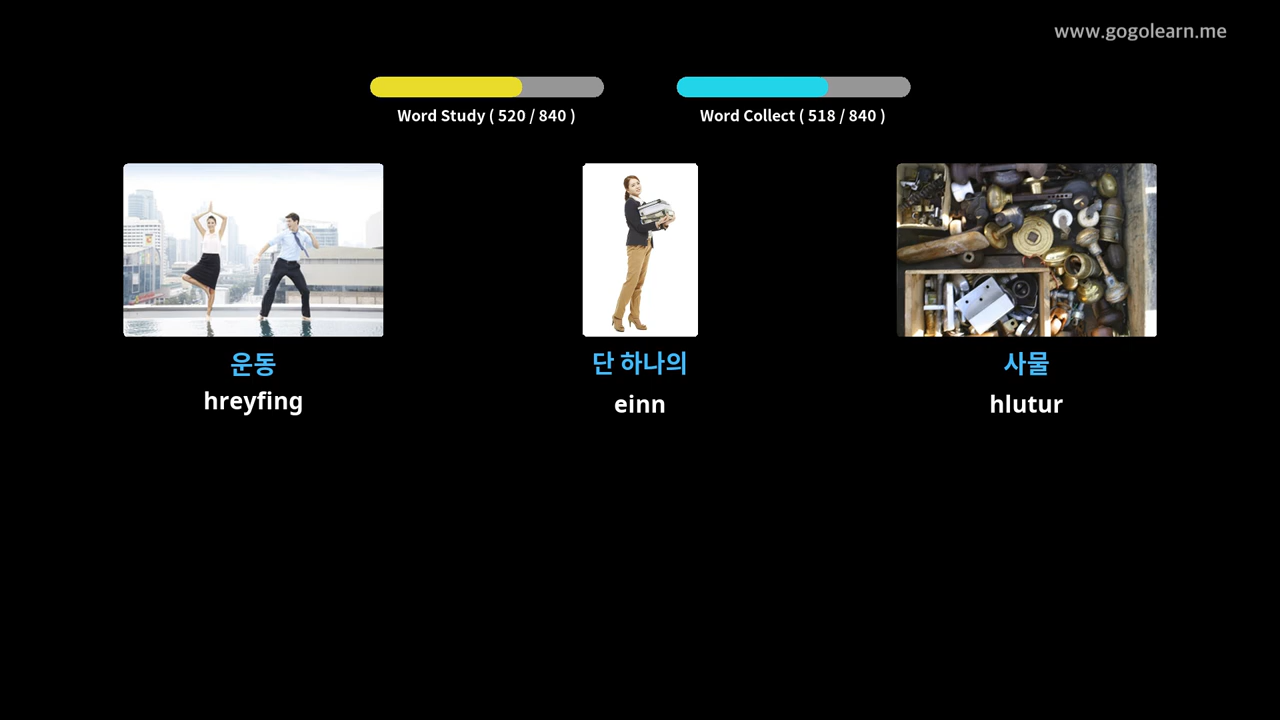 www.gogolearn.me
Word Study ( 520 / 840 )
Word Collect ( 518 / 840 )
운동
단 하나의
사물
hreyfing
einn
hlutur